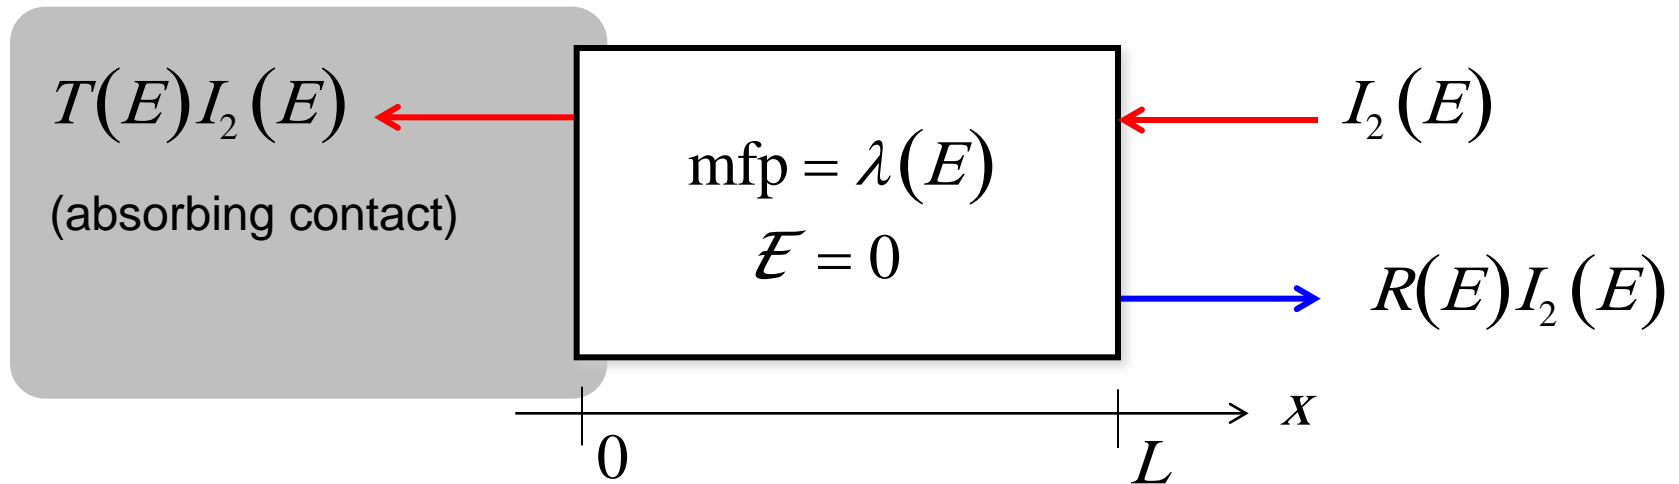 T(E)I₂(E)
(absorbing contact)
mfp = λ(E)
ℰ = 0
I₂(E)
R(E)I₂(E)
x
0
L